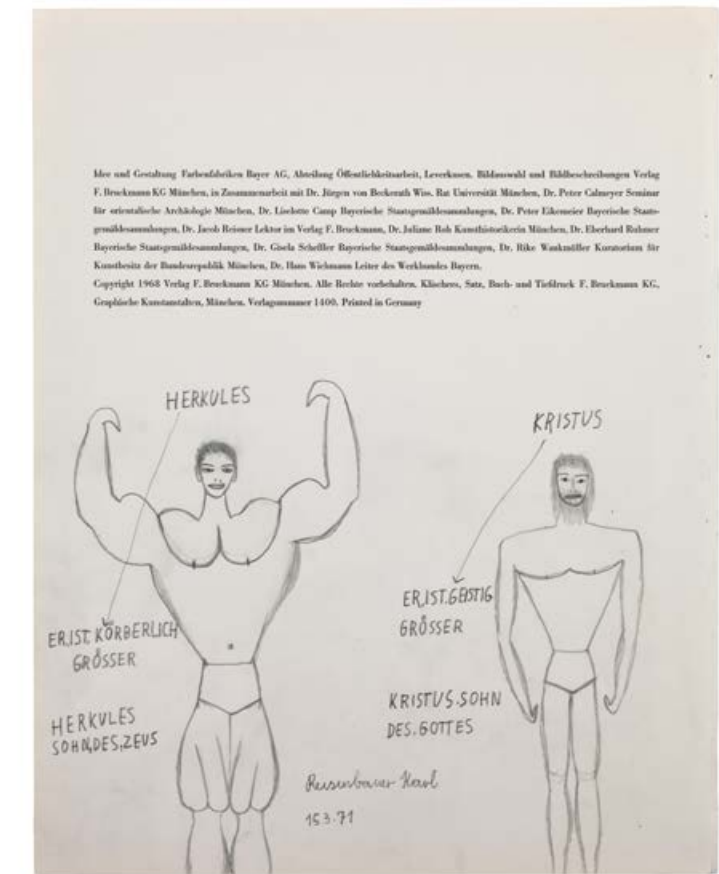 Idee und Gestaltung Farbenfabriken Bayer AG, Abteilung Öffentlichkeitsarbeit, Leverkusen. Bildauswahl und Bildbeschreibungen Verlag
F. Bruckmann KG München, in Zusammenarbeit mit Dr. Jürgen von Beckerath Wiss. Rat Universität München, Dr. Peter Calmeyer Seminar
für orientalische Archäologie München, Dr. Liselotte Camp Bayerische Staatsgemäldesammlungen, Dr. Peter Eikemeier Bayerische Staats-
gemäldesammlungen, Dr. Jacob Reisner Lektor im Verlag F. Bruckmann, Dr. Juliane Roh Kunsthistorikerin München, Dr. Eberhard Ruhmer
Bayerische Staatsgemäldesammlungen, Dr. Gisela Scheffler Bayerische Staatsgemäldesammlungen, Dr. Rike Wankmüller Kuratorium für
Kunstbesitz der Bundesrepublik München, Dr. Hans Wichmann Leiter des Werkbundes Bayern.
Copyright 1968 Verlag F. Bruckmann KG München. Alle Rechte vorbehalten. Klischees, Satz, Buch- und Tiefdruck F. Bruckmann KG,
Graphische Kunstanstalten, München. Verlagsnummer 1400. Printed in Germany
HERKULES
KRISTUS
ER.IST.KÖRBERLICH
GRÖSSER
ER.IST.GEISTIG
GRÖSSER
HERKULES
SOHN.DES.ZEUS
KRISTUS.SOHN
DES.GOTTES
Reisenbauer Karl
15.3.71